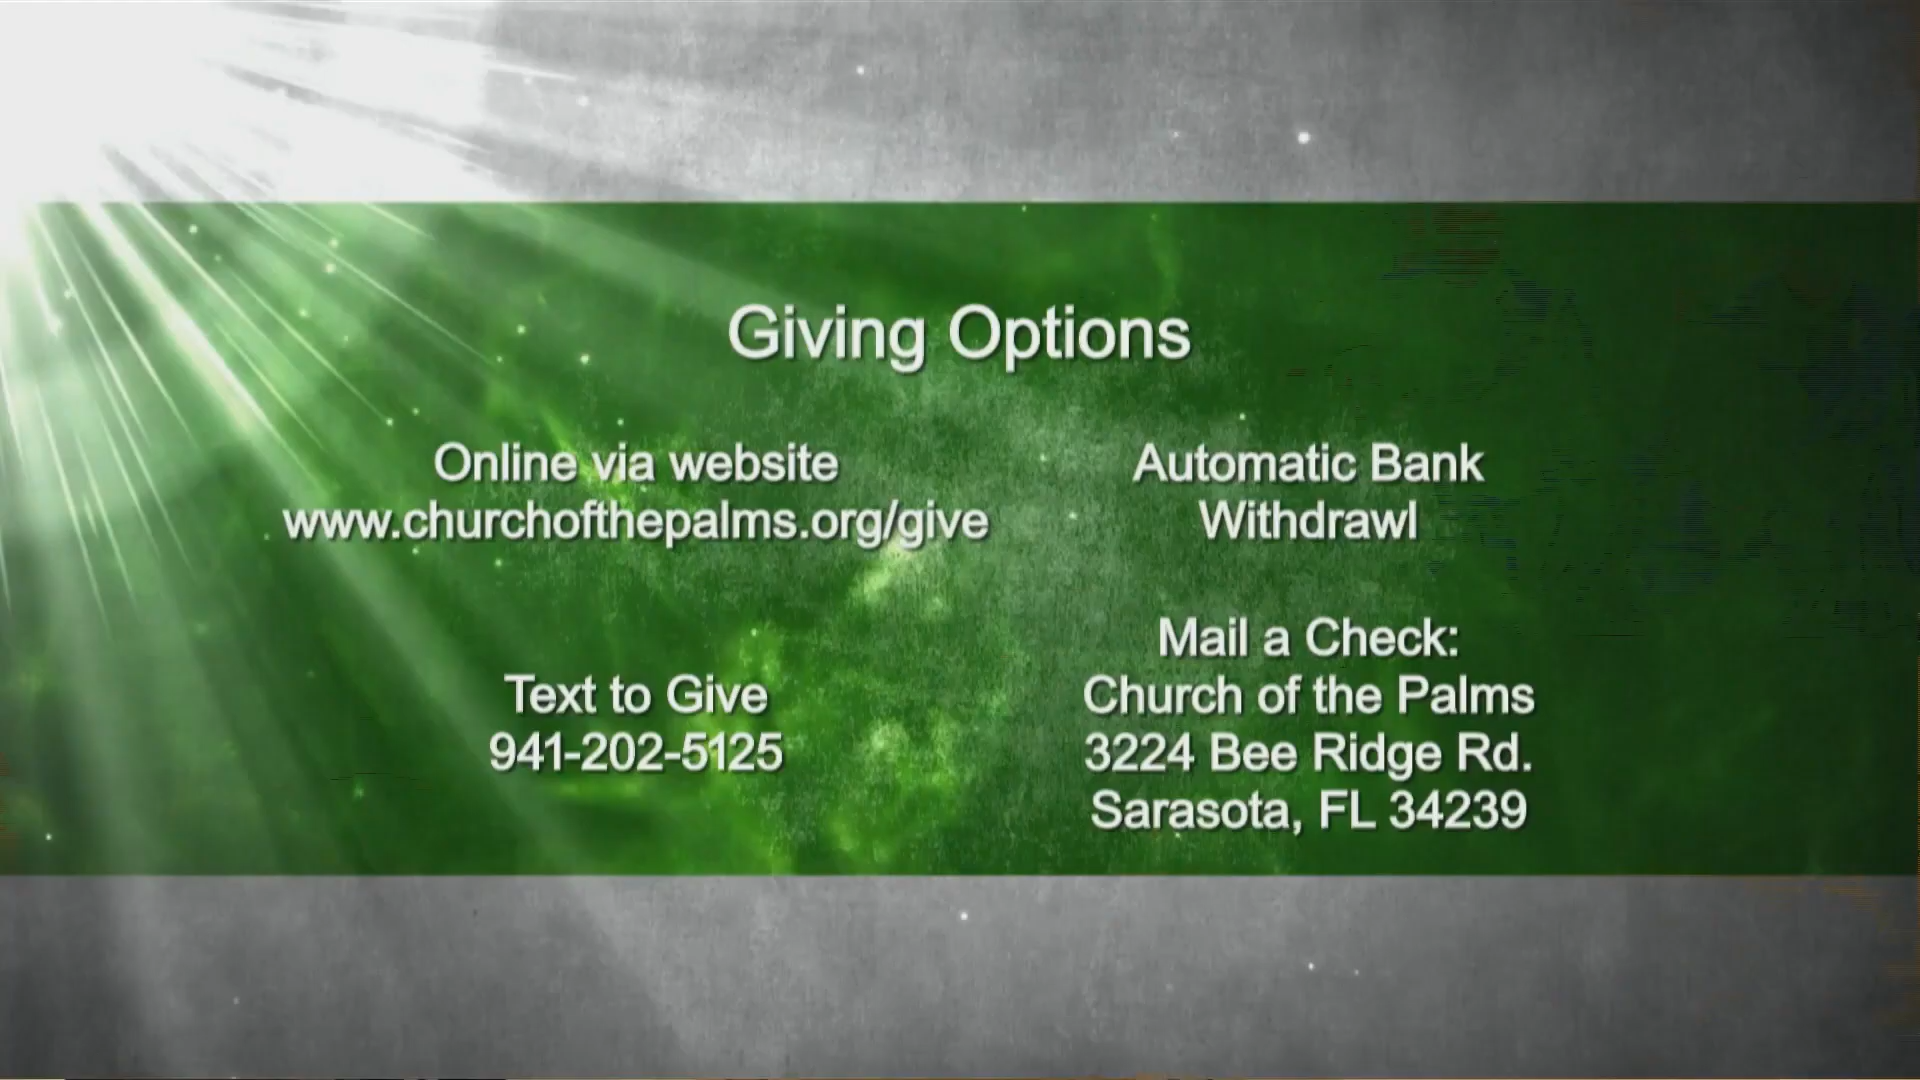 Giving Options
Online via website
www.churchofthepalms.org/give
Text to Give
941-202-5125
Automatic Bank
Withdrawl
Mail a Check:
Church of the Palms
3224 Bee Ridge Rd.
Sarasota, FL 34239